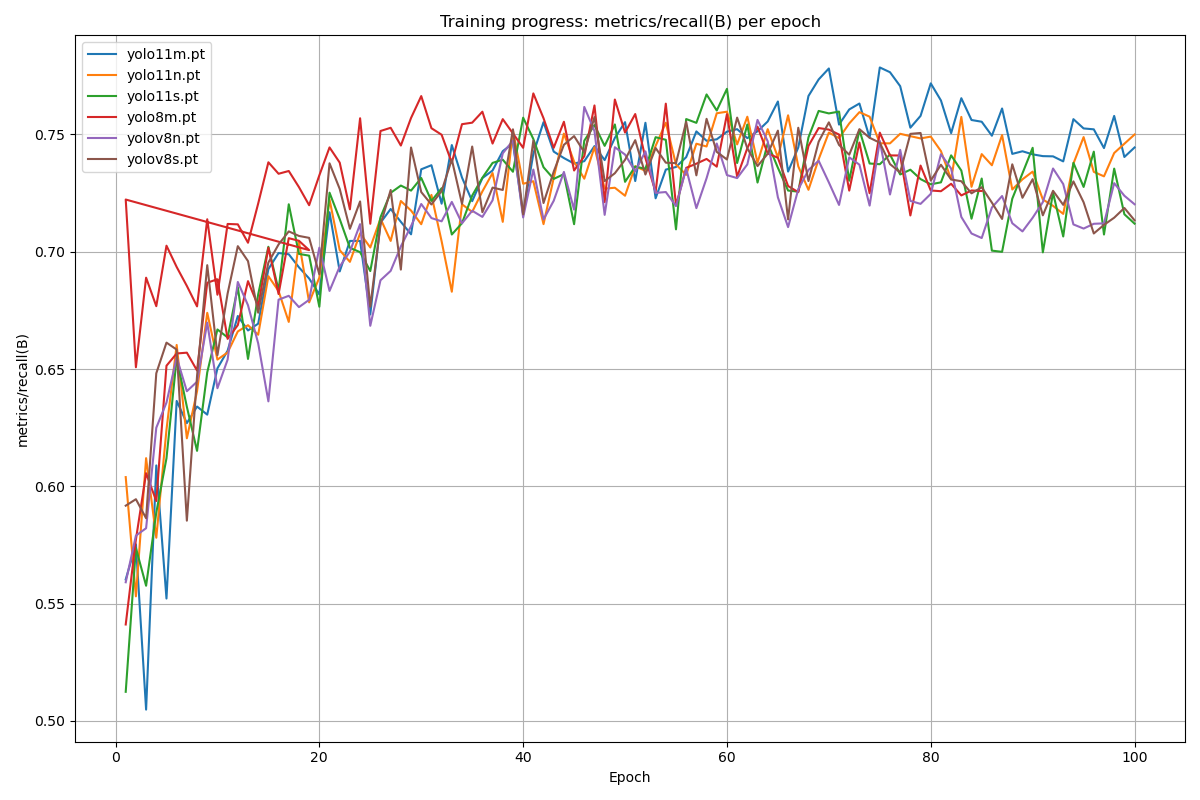 Training progress: metrics/recall(B) per epoch
yolo11m.pt
yolo11n.pt
yolo11s.pt
yolo8m.pt
yolov8n.pt
yolov8s.pt
metrics/recall(B)
0.75
0.70
0.65
0.60
0.55
0.50
0 20 40 60 80 100
Epoch